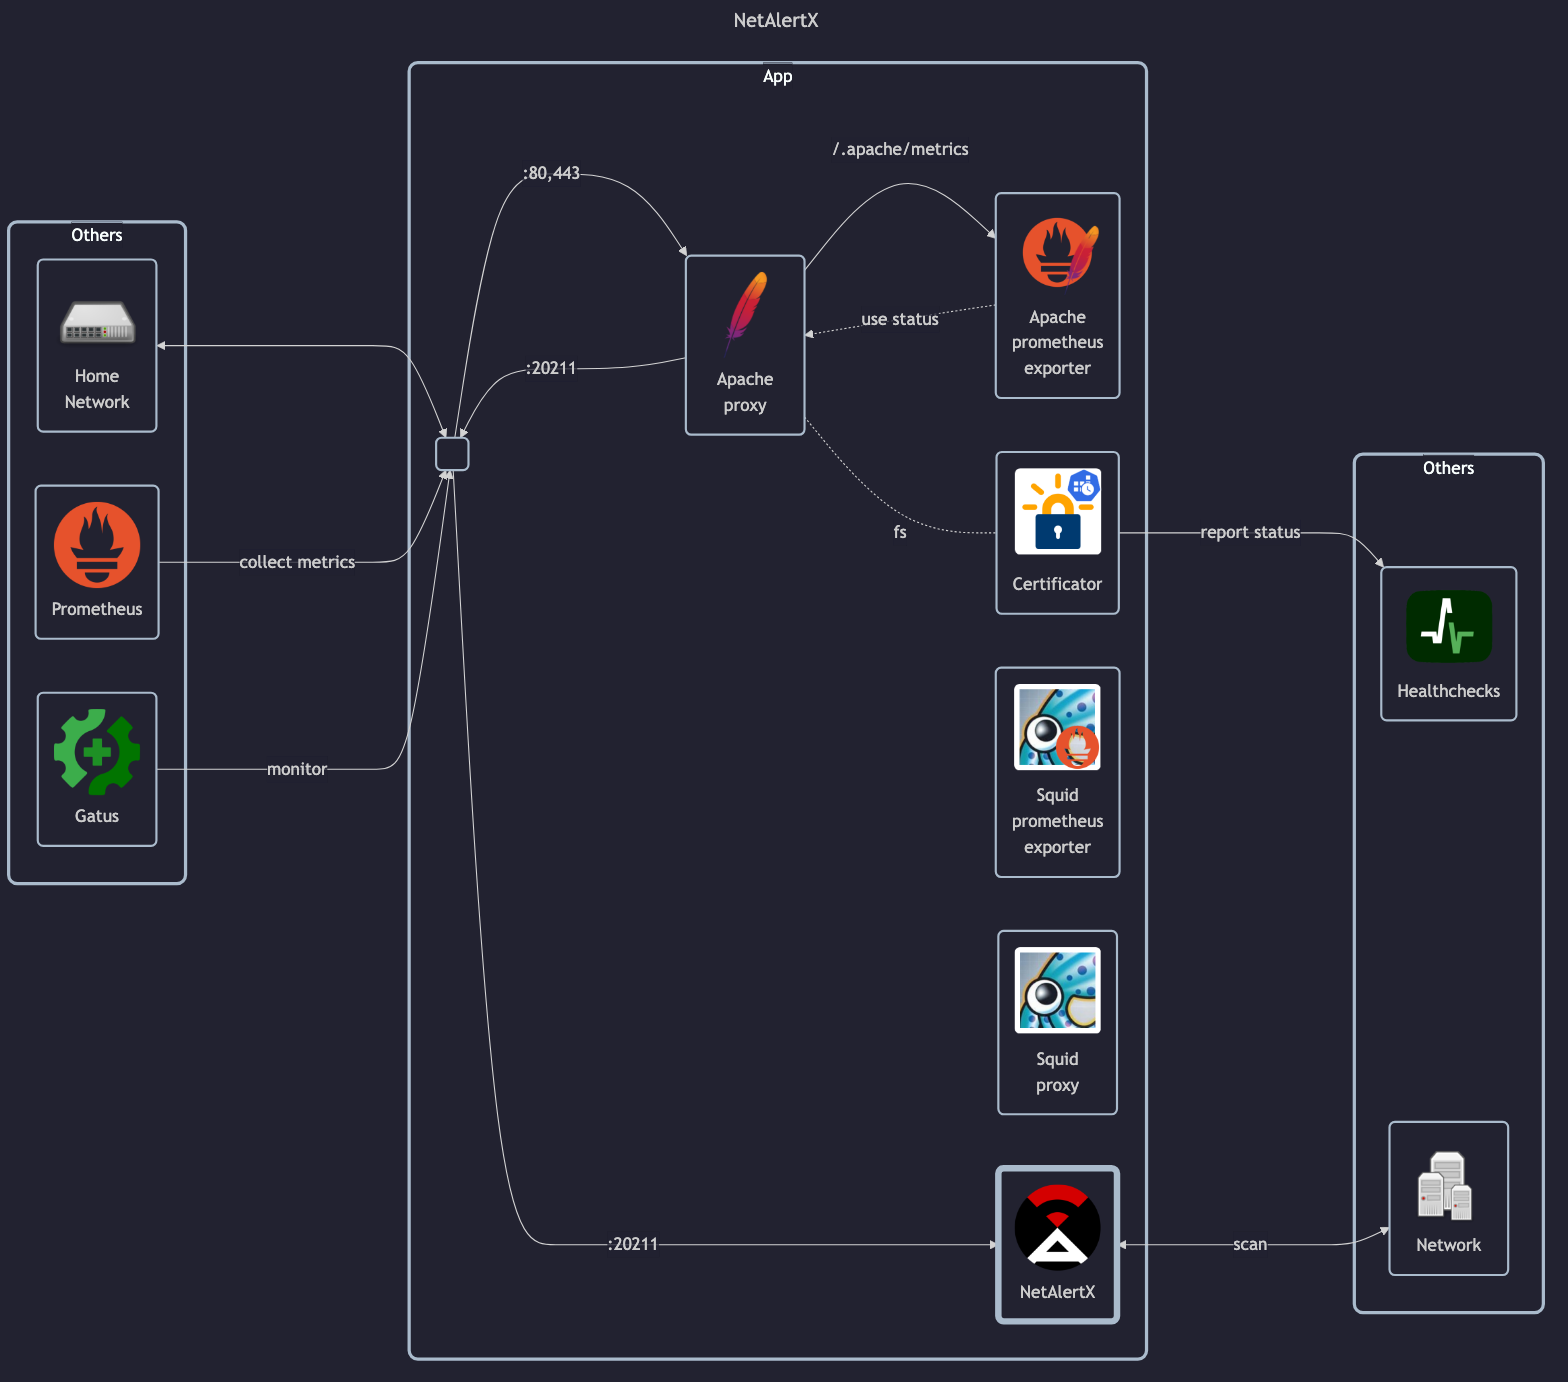 NetAlertX
App
:80,443
/.apache/metrics
Others
Home
Network
:20211
Apache
proxy
use status
Apache
prometheus
exporter
Prometheus
collect metrics
fs
Certificator
report status
Others
Healthchecks
Gatus
monitor
Squid
prometheus
exporter
Squid
proxy
:20211
NetAlertX
scan
Network